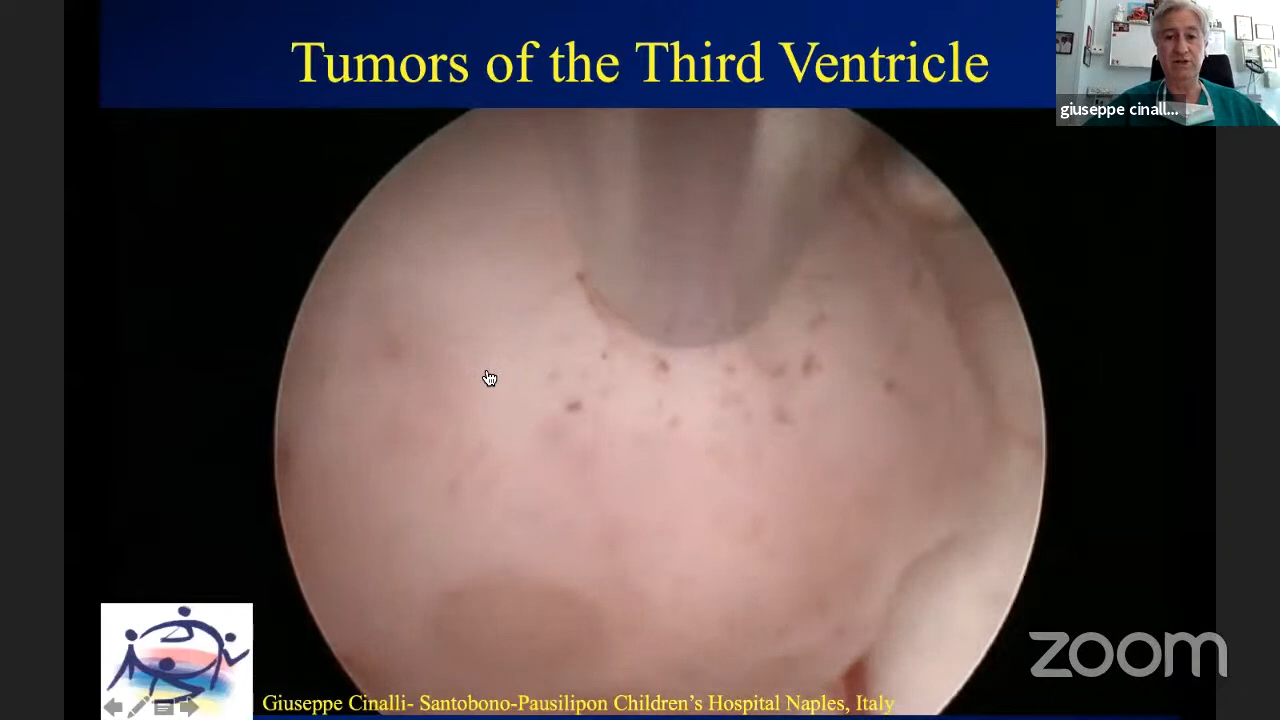 Tumors of the Third Ventricle
giuseppe cinall...
zoom
Giuseppe Cinalli- Santobono-Pausilipon Children's Hospital Naples, Italy